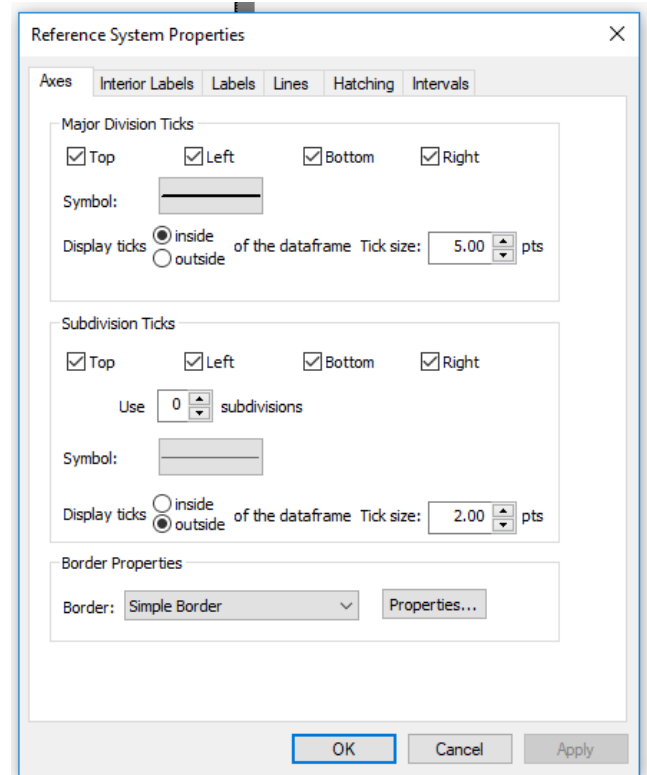 Reference System Properties
Axes Interior Labels Labels Lines Hatching Intervals
Major Division Ticks
Top Left Bottom Right
Symbol:
Display ticks inside outside of the dataframe Tick size: 5.00 pts
Subdivision Ticks
Top Left Bottom Right
Use 0 subdivisions
Symbol:
Display ticks inside outside of the dataframe Tick size: 2.00 pts
Border Properties
Border: Simple Border Properties...
OK Cancel Apply